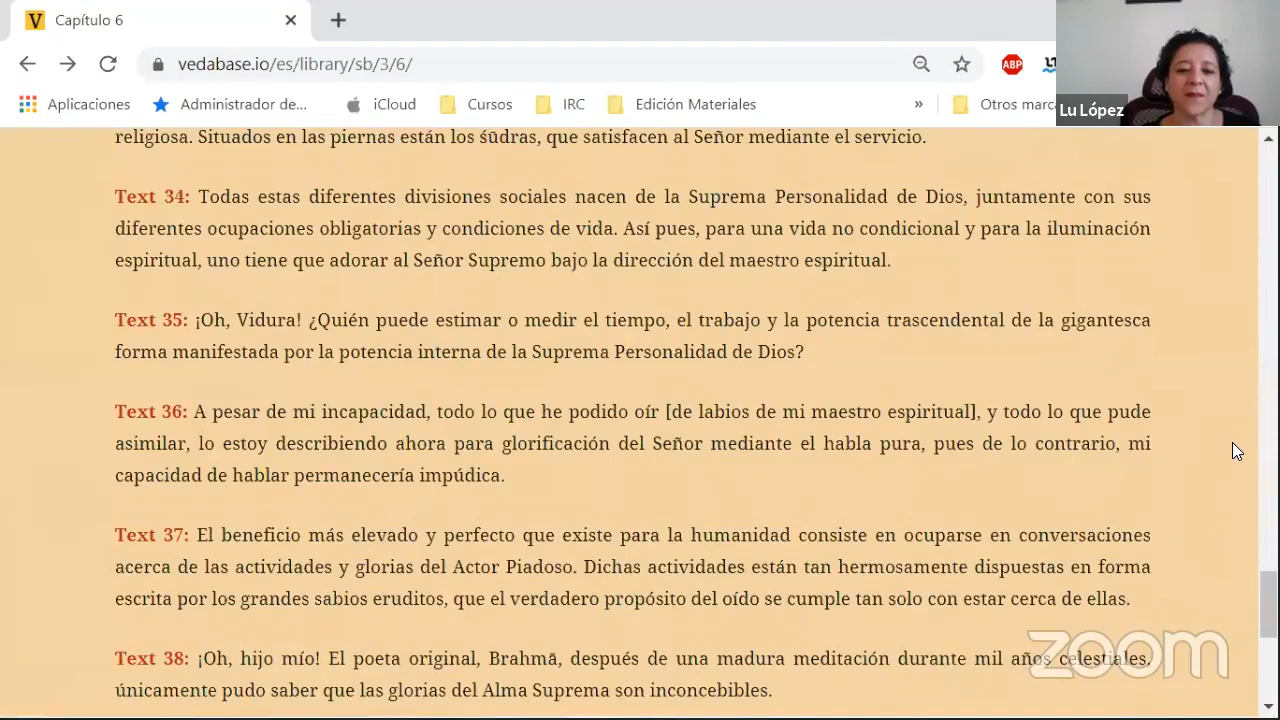 Capítulo 6
vedabase.io/es/library/sb/3/6/
ABP
Aplicaciones
Administrador de...
iCloud
Cursos
IRC
Edición Materiales
»
Otros marc
Lu López
religiosa. Situados en las piernas están los śūdras, que satisfacen al Señor mediante el servicio.
Text 34: Todas estas diferentes divisiones sociales nacen de la Suprema Personalidad de Dios, juntamente con sus
diferentes ocupaciones obligatorias y condiciones de vida. Así pues, para una vida no condicional y para la iluminación
espiritual, uno tiene que adorar al Señor Supremo bajo la dirección del maestro espiritual.
Text 35: ¡Oh, Vidura! ¿Quién puede estimar o medir el tiempo, el trabajo y la potencia trascendental de la gigantesca
forma manifestada por la potencia interna de la Suprema Personalidad de Dios?
Text 36: A pesar de mi incapacidad, todo lo que he podido oír [de labios de mi maestro espiritual], y todo lo que pude
asimilar, lo estoy describiendo ahora para glorificación del Señor mediante el habla pura, pues de lo contrario, mi
capacidad de hablar permanecería impúdica.
Text 37: El beneficio más elevado y perfecto que existe para la humanidad consiste en ocuparse en conversaciones
acerca de las actividades y glorias del Actor Piadoso. Dichas actividades están tan hermosamente dispuestas en forma
escrita por los grandes sabios eruditos, que el verdadero propósito del oído se cumple tan solo con estar cerca de ellas.
Text 38: ¡Oh, hijo mío! El poeta original, Brahmā, después de una madura meditación durante mil años celestiales,
únicamente pudo saber que las glorias del Alma Suprema son inconcebibles.
zoom